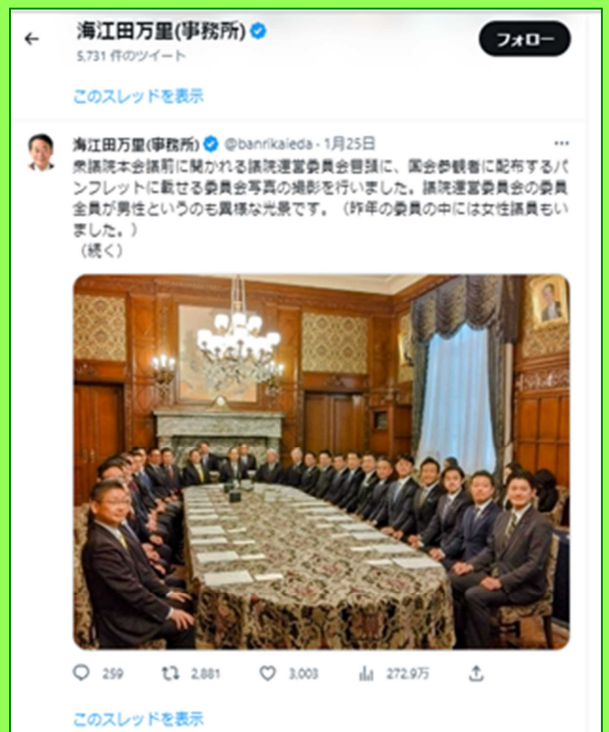 海江田万里(事務所)
5,731 件のツイート
フォロー
このスレッドを表示
海江田万里(事務所) @banrikaieda · 1月25日
衆議院本会議前に開かれる議院運営委員会冒頭に、国会参観者に配布するパ
ンフレットに載せる委員会写真の撮影を行いました。議院運営委員会の委員
全員が男性というのも異様な光景です。（昨年の委員の中には女性議員もい
ました。）
（続く）
259 2,881 3,003 272.9万
このスレッドを表示